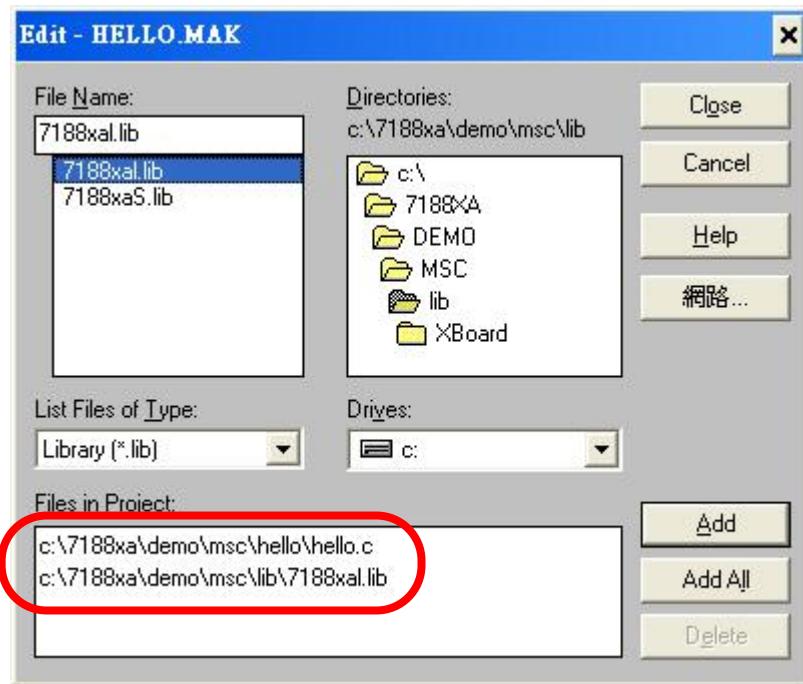 Edit - HELLO.MAK
File Name:
7188xal.lib
7188xal.lib
7188xaS.lib
Directories:
c:\7188xa\demo\msc\lib
c:\
7188XA
DEMO
MSC
lib
XBoard
Close
Cancel
Help
網路...
List Files of Type:
Library (*.lib)
Drives:
c:
Files in Project:
c:\7188xa\demo\msc\hello\hello.c
c:\7188xa\demo\msc\lib\7188xal.lib
Add
Add All
Delete